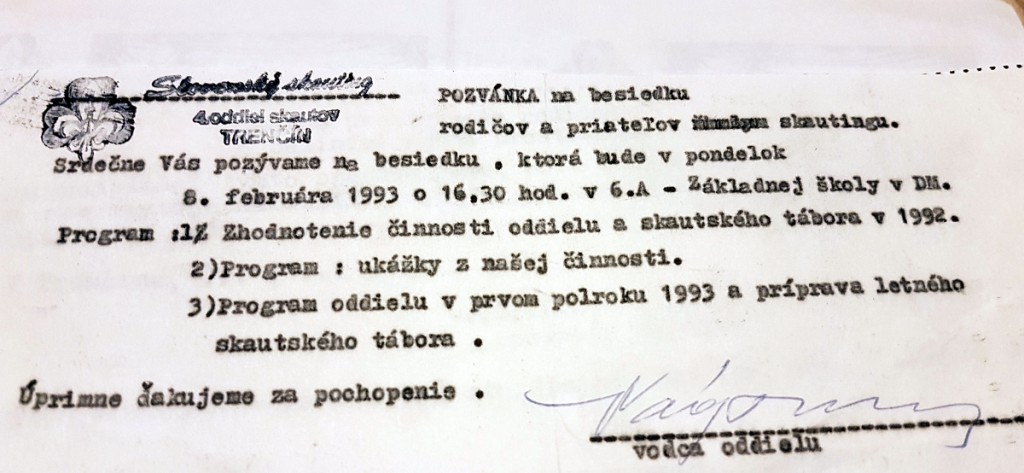 Slovenský skauting
4.oddiel skautov
TRENČÍN
POZVÁNKA na besiedku
rodičov a priateľov skautingu.
Srdečne Vás pozývame na besiedku . ktorá bude v pondelok
8. februára 1993 o 16.30 hod. v 6.A - Základnej školy v DM.
Program :1Z Zhodnotenie činnosti oddielu a skautského tábora v 1992.
2)Program : ukážky z našej činnosti.
3)Program oddielu v prvom polroku 1993 a príprava letného
skautského tábora .
Úprimne ďakujeme za pochopenie .
vodca oddielu